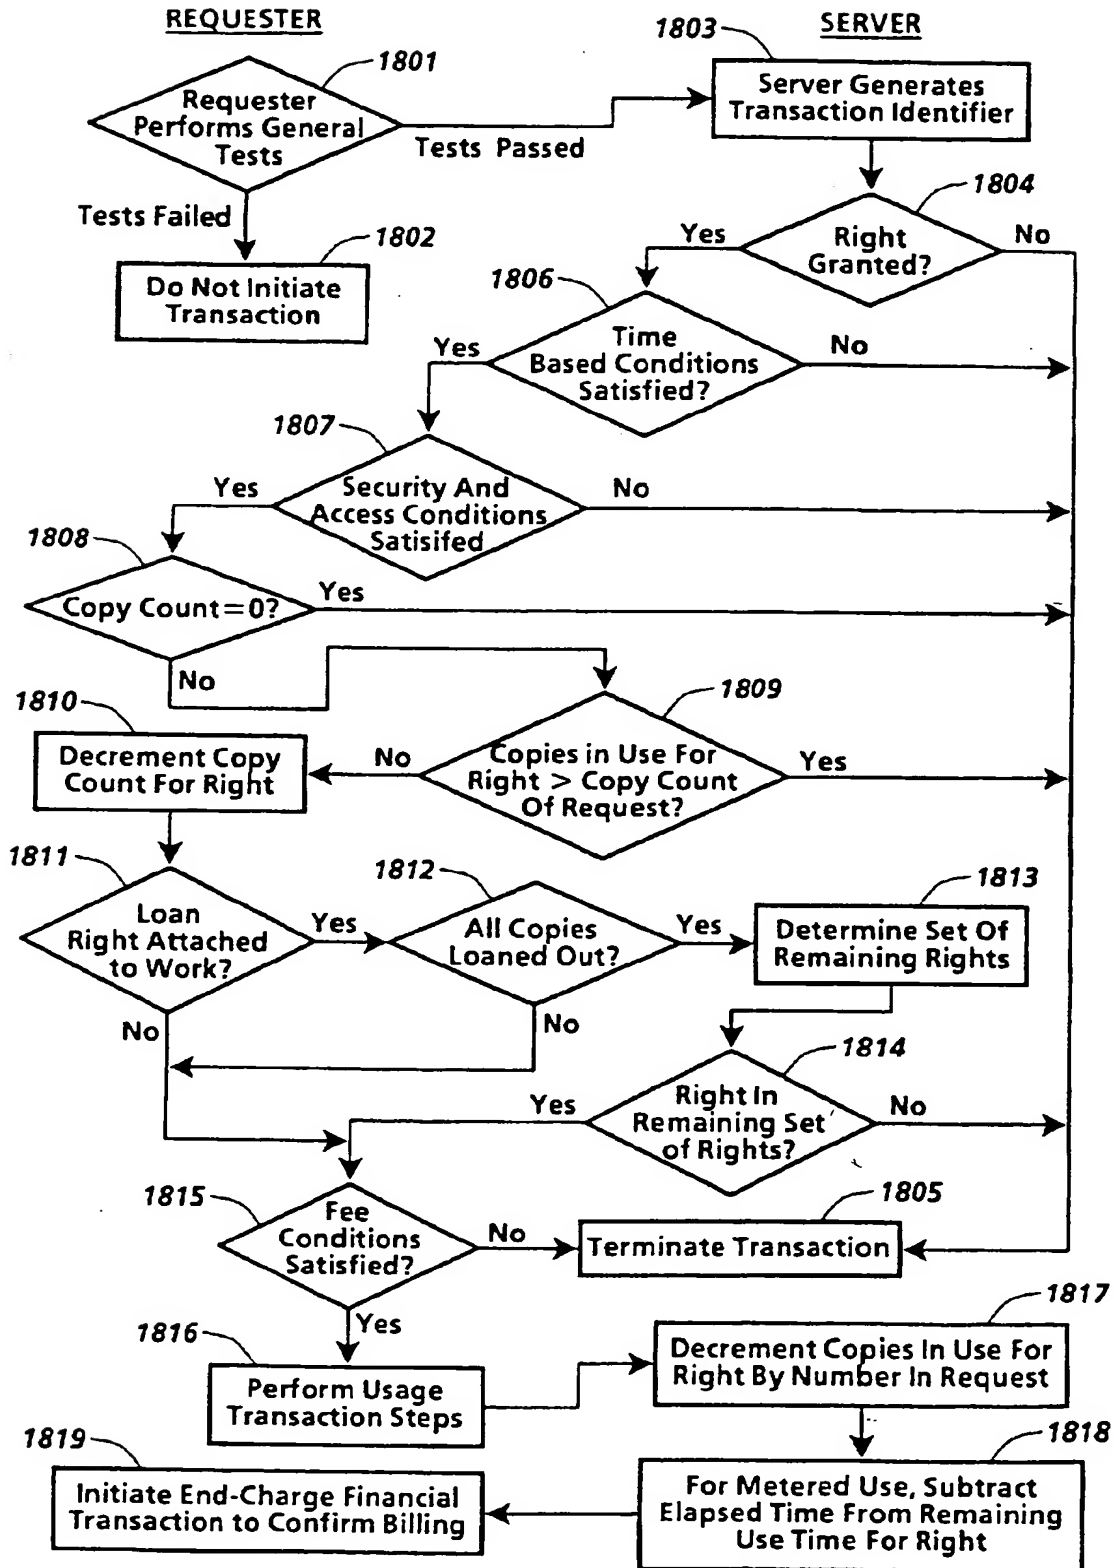 REQUESTER
SERVER
1801
Requester
Performs General
Tests
Tests Passed
Tests Failed
1802
Do Not Initiate
Transaction
1803
Server Generates
Transaction Identifier
1804
Right
Granted?
Yes
No
1806
Time
Based Conditions
Satisfied?
Yes
No
1807
Security And
Access Conditions
Satisifed
Yes
No
1808
Copy Count=0?
Yes
No
1809
Copies in Use For
Right > Copy Count
Of Request?
No
Yes
1810
Decrement Copy
Count For Right
1811
Loan
Right Attached
to Work?
Yes
No
1812
All Copies
Loaned Out?
Yes
No
1813
Determine Set Of
Remaining Rights
1814
Right In
Remaining Set
of Rights?
Yes
No
1815
Fee
Conditions
Satisfied?
No
Yes
1805
Terminate Transaction
1816
Perform Usage
Transaction Steps
1817
Decrement Copies In Use For
Right By Number In Request
1818
For Metered Use, Subtract
Elapsed Time From Remaining
Use Time For Right
1819
Initiate End-Charge Financial
Transaction to Confirm Billing